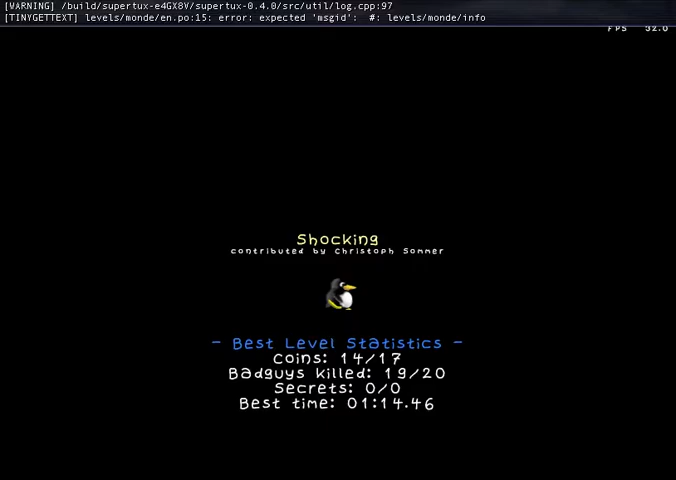 [WARNING] /build/supertux-e4GX8V/supertux-0.4.0/src/util/log.cpp:97
[TINYGETTEXT] levels/monde/en.po:15: error: expected 'msgid':  #: levels/monde/info
FPS 32.0
Shocking
contributed by Christoph Sommer
- Best Level Statistics -
Coins: 14/17
Badguys killed: 19/20
Secrets: 0/0
Best time: 01:14.46